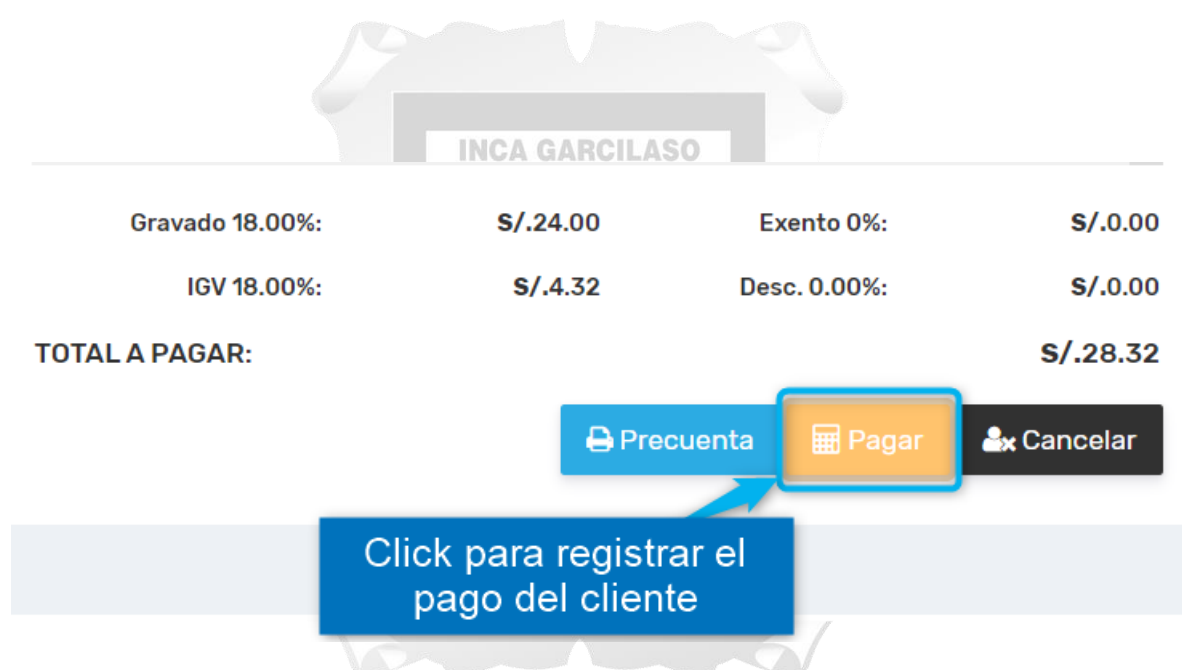 INCA GARCILASO
Gravado 18.00%: S/.24.00 Exento 0%: S/.0.00
IGV 18.00%: S/.4.32 Desc. 0.00%: S/.0.00
TOTAL A PAGAR: S/.28.32
Precuenta Pagar Cancelar
Click para registrar el
pago del cliente